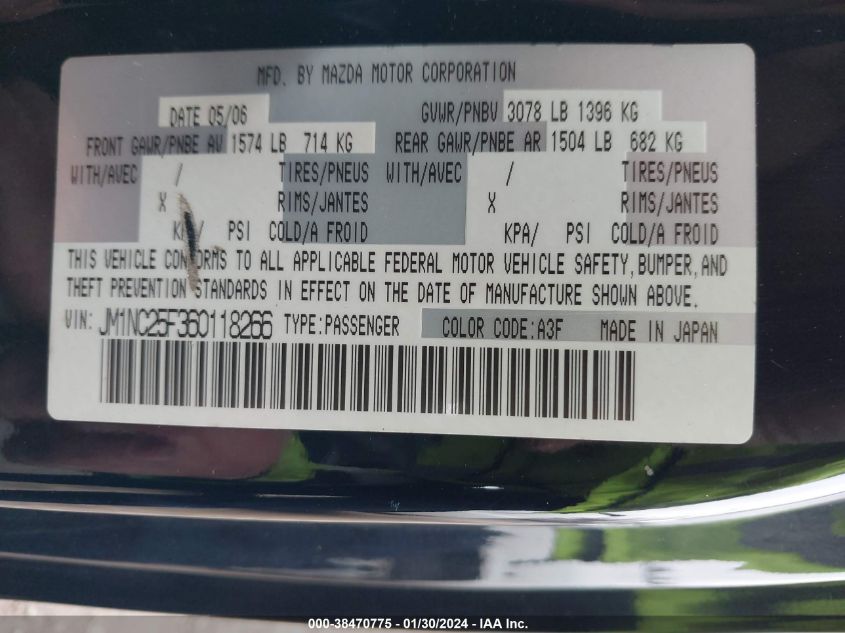 MFD. BY MAZDA MOTOR CORPORATION
DATE 05/06 GVWR/PNBV 3078 LB 1396 KG
FRONT GAWR/PNBE AV 1574 LB 714 KG REAR GAWR/PNBE AR 1504 LB 682 KG
WITH/AVEC / TIRES/PNEUS WITH/AVEC / TIRES/PNEUS
X RIMS/JANTES X RIMS/JANTES
KPA/ PSI COLD/A FROID KPA/ PSI COLD/A FROID
THIS VEHICLE CONFORMS TO ALL APPLICABLE FEDERAL MOTOR VEHICLE SAFETY, BUMPER, AND
THEFT PREVENTION STANDARDS IN EFFECT ON THE DATE OF MANUFACTURE SHOWN ABOVE.
VIN: JM1NC25F360118266 TYPE:PASSENGER COLOR CODE:A3F MADE IN JAPAN
000-38470775 - 01/30/2024 - IAA Inc.